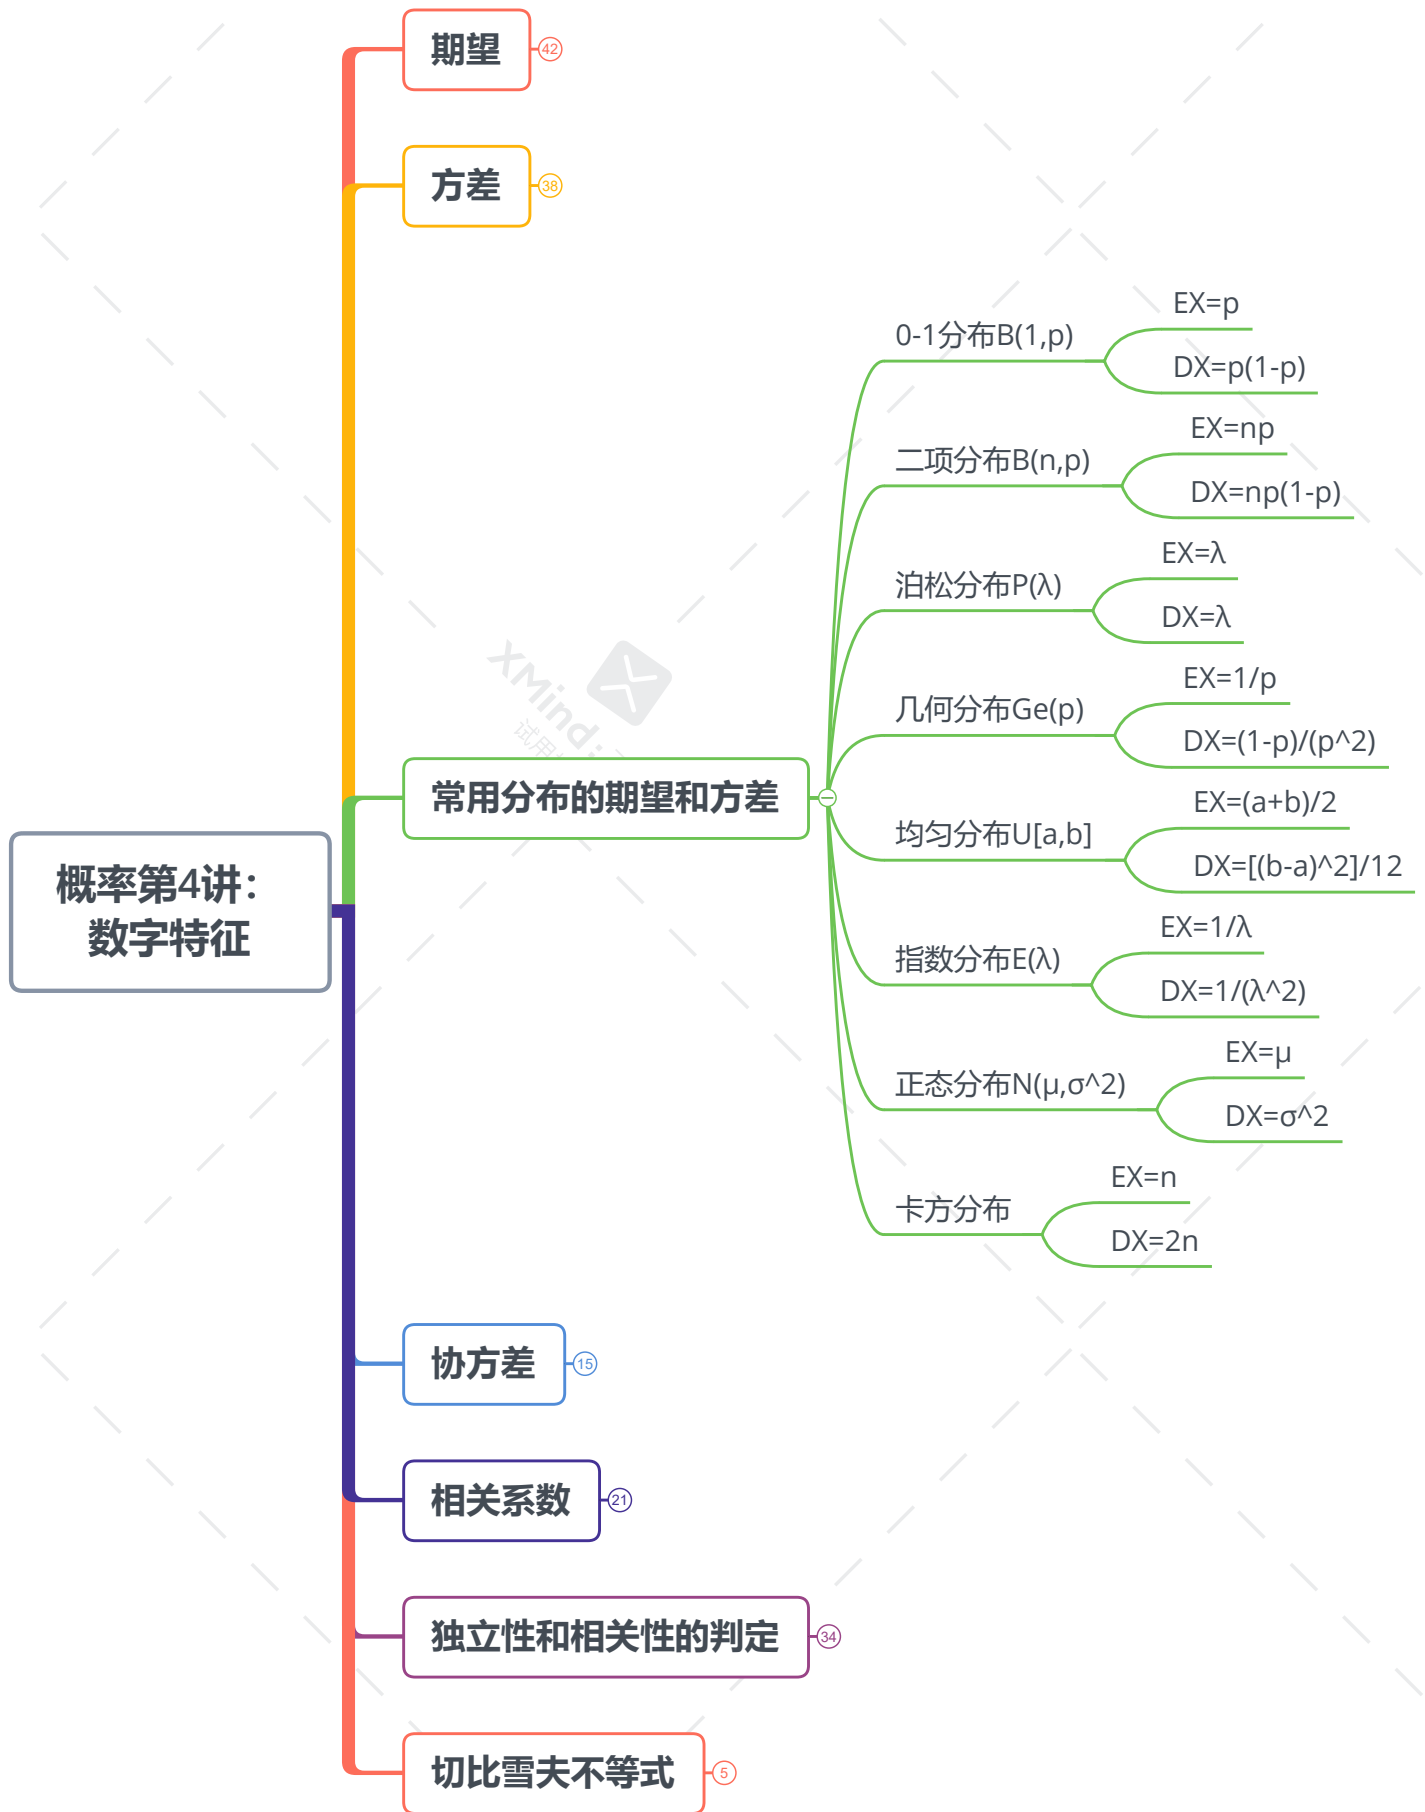 期望
42
方差
38
0-1分布B(1,p)
EX=p
DX=p(1-p)
二项分布B(n,p)
EX=np
DX=np(1-p)
泊松分布P(λ)
EX=λ
DX=λ
几何分布Ge(p)
EX=1/p
DX=(1-p)/(p^2)
XMind:
试用
常用分布的期望和方差
均匀分布U[a,b]
EX=(a+b)/2
DX=[(b-a)^2]/12
概率第4讲：
数字特征
指数分布E(λ)
EX=1/λ
DX=1/(λ^2)
正态分布N(μ,σ^2)
EX=μ
DX=σ^2
卡方分布
EX=n
DX=2n
协方差
15
相关系数
21
独立性和相关性的判定
34
切比雪夫不等式
5